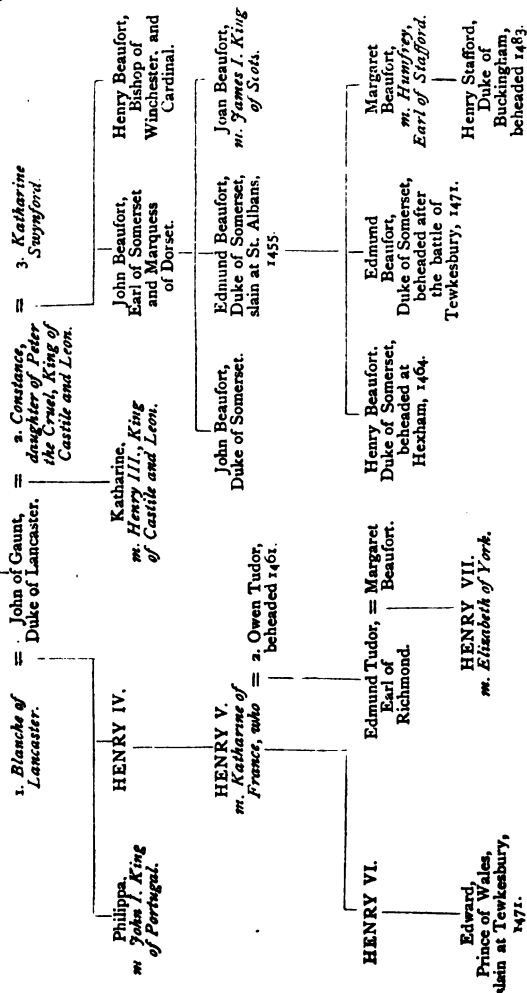 1. Blanche of
Lancaster.
=
John of Gaunt,
Duke of Lancaster.
=
2. Constance,
daughter of Peter
the Cruel, King of
Castile and Leon.
=
3. Katharine
Swynford.
Philippa,
m John I. King
of Portugal.
HENRY IV.
Katharine.
m. Henry III., King
of Castile and Leon.
John Beaufort,
Earl of Somerset
and Marquess
of Dorset.
Henry Beaufort,
Bishop of
Winchester, and
Cardinal.
HENRY V.
m. Katharine of
France, who
=
2. Owen Tudor,
beheaded 1461.
John Beaufort,
Duke of Somerset.
Edmund Beaufort,
Duke of Somerset,
slain at St. Albans,
1455.
Joan Beaufort,
m. James I. King
of Scots.
HENRY VI.
Edmund Tudor,
Earl of
Richmond.
=
Margaret
Beaufort.
Henry Beaufort.
Duke of Somerset,
beheaded at
Hexham, 1464.
Edmund
Beaufort,
Duke of Somerset,
beheaded after
the battle of
Tewkesbury, 1471.
Margaret
Beaufort,
m. Humfrey,
Earl of Stafford.
Edward,
Prince of Wales,
slain at Tewkesbury,
1471.
HENRY VII.
m. Elizabeth of York.
Henry Stafford,
Duke of
Buckingham,
beheaded 1483.